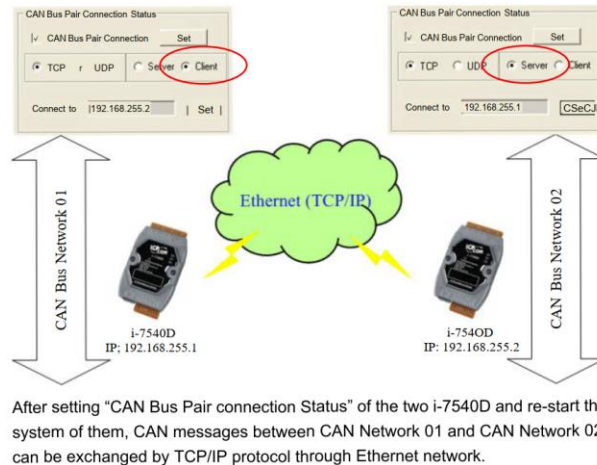 CAN Bus Pair Connection Status
CAN Bus Pair Connection Set
TCP r UDP Server Client
Connect to 192.168.255.2 | Set |
CAN Bus Pair Connection Status
CAN Bus Pair Connection Set
TCP UDP Server Client
Connect to 192.168.255.1 CSeCJl
CAN Bus Network 01
Ethernet (TCP/IP)
CAN Bus Network 02
i-7540D
IP; 192.168.255.1
i-754OD
IP: 192.168.255.2
After setting “CAN Bus Pair connection Status” of the two i-7540D and re-start th
system of them, CAN messages between CAN Network 01 and CAN Network 02
can be exchanged by TCP/IP protocol through Ethernet network.